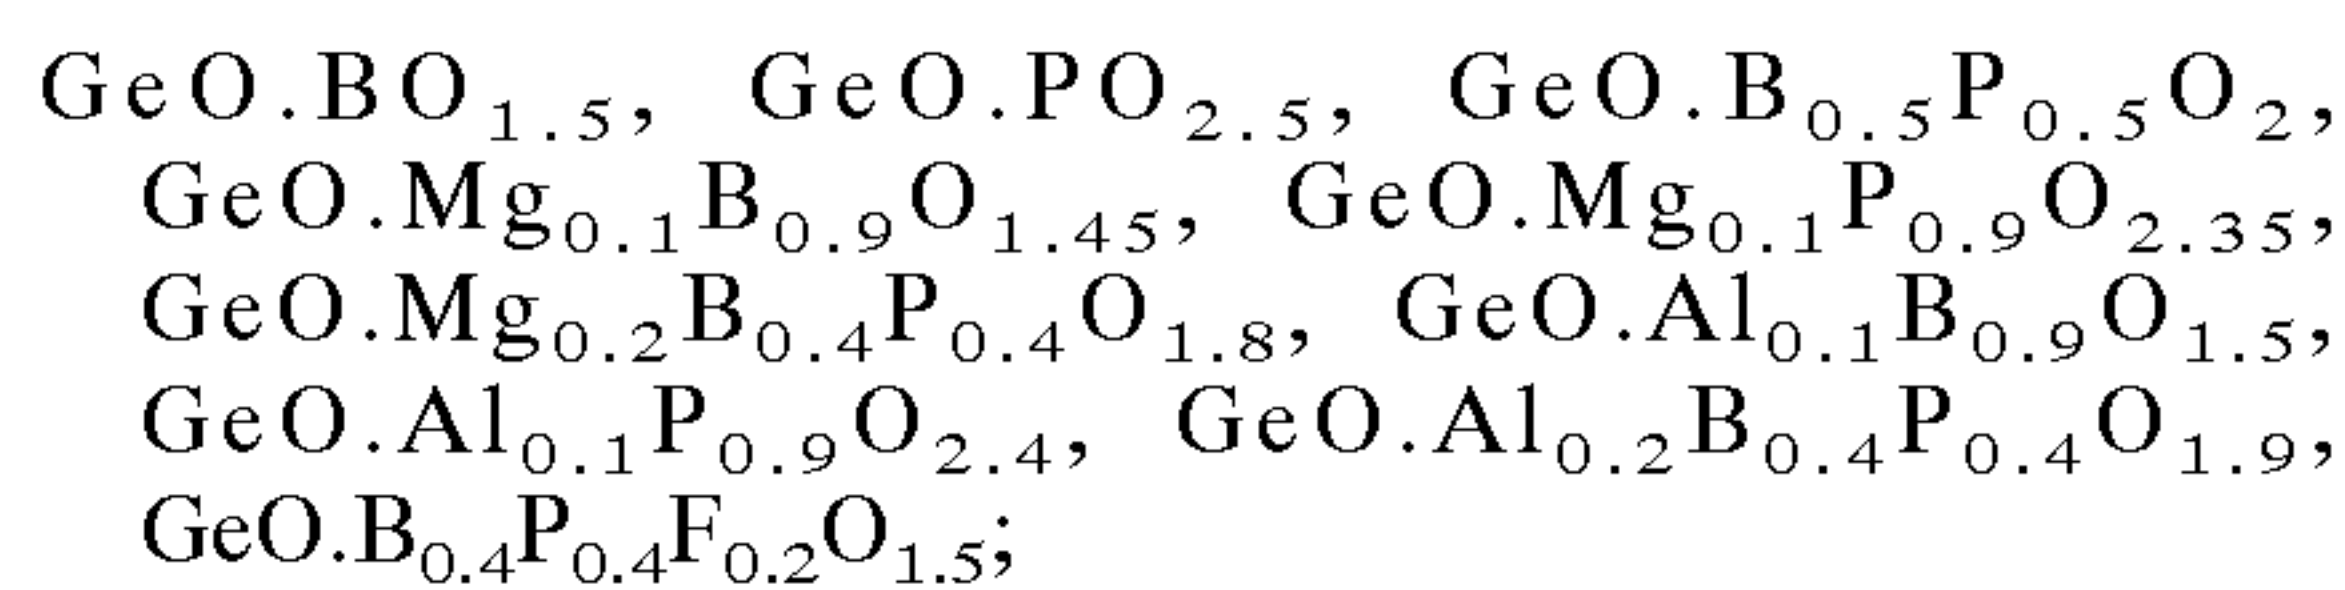 GeO.BO₁.₅, GeO.PO₂.₅, GeO.B₀.₅P₀.₅O₂,
GeO.Mg₀.₁B₀.₉O₁.₄₅, GeO.Mg₀.₁P₀.₉O₂.₃₅,
GeO.Mg₀.₂B₀.₄P₀.₄O₁.₈, GeO.Al₀.₁B₀.₉O₁.₅,
GeO.Al₀.₁P₀.₉O₂.₄, GeO.Al₀.₂B₀.₄P₀.₄O₁.₉,
GeO.B₀.₄P₀.₄F₀.₂O₁.₅;